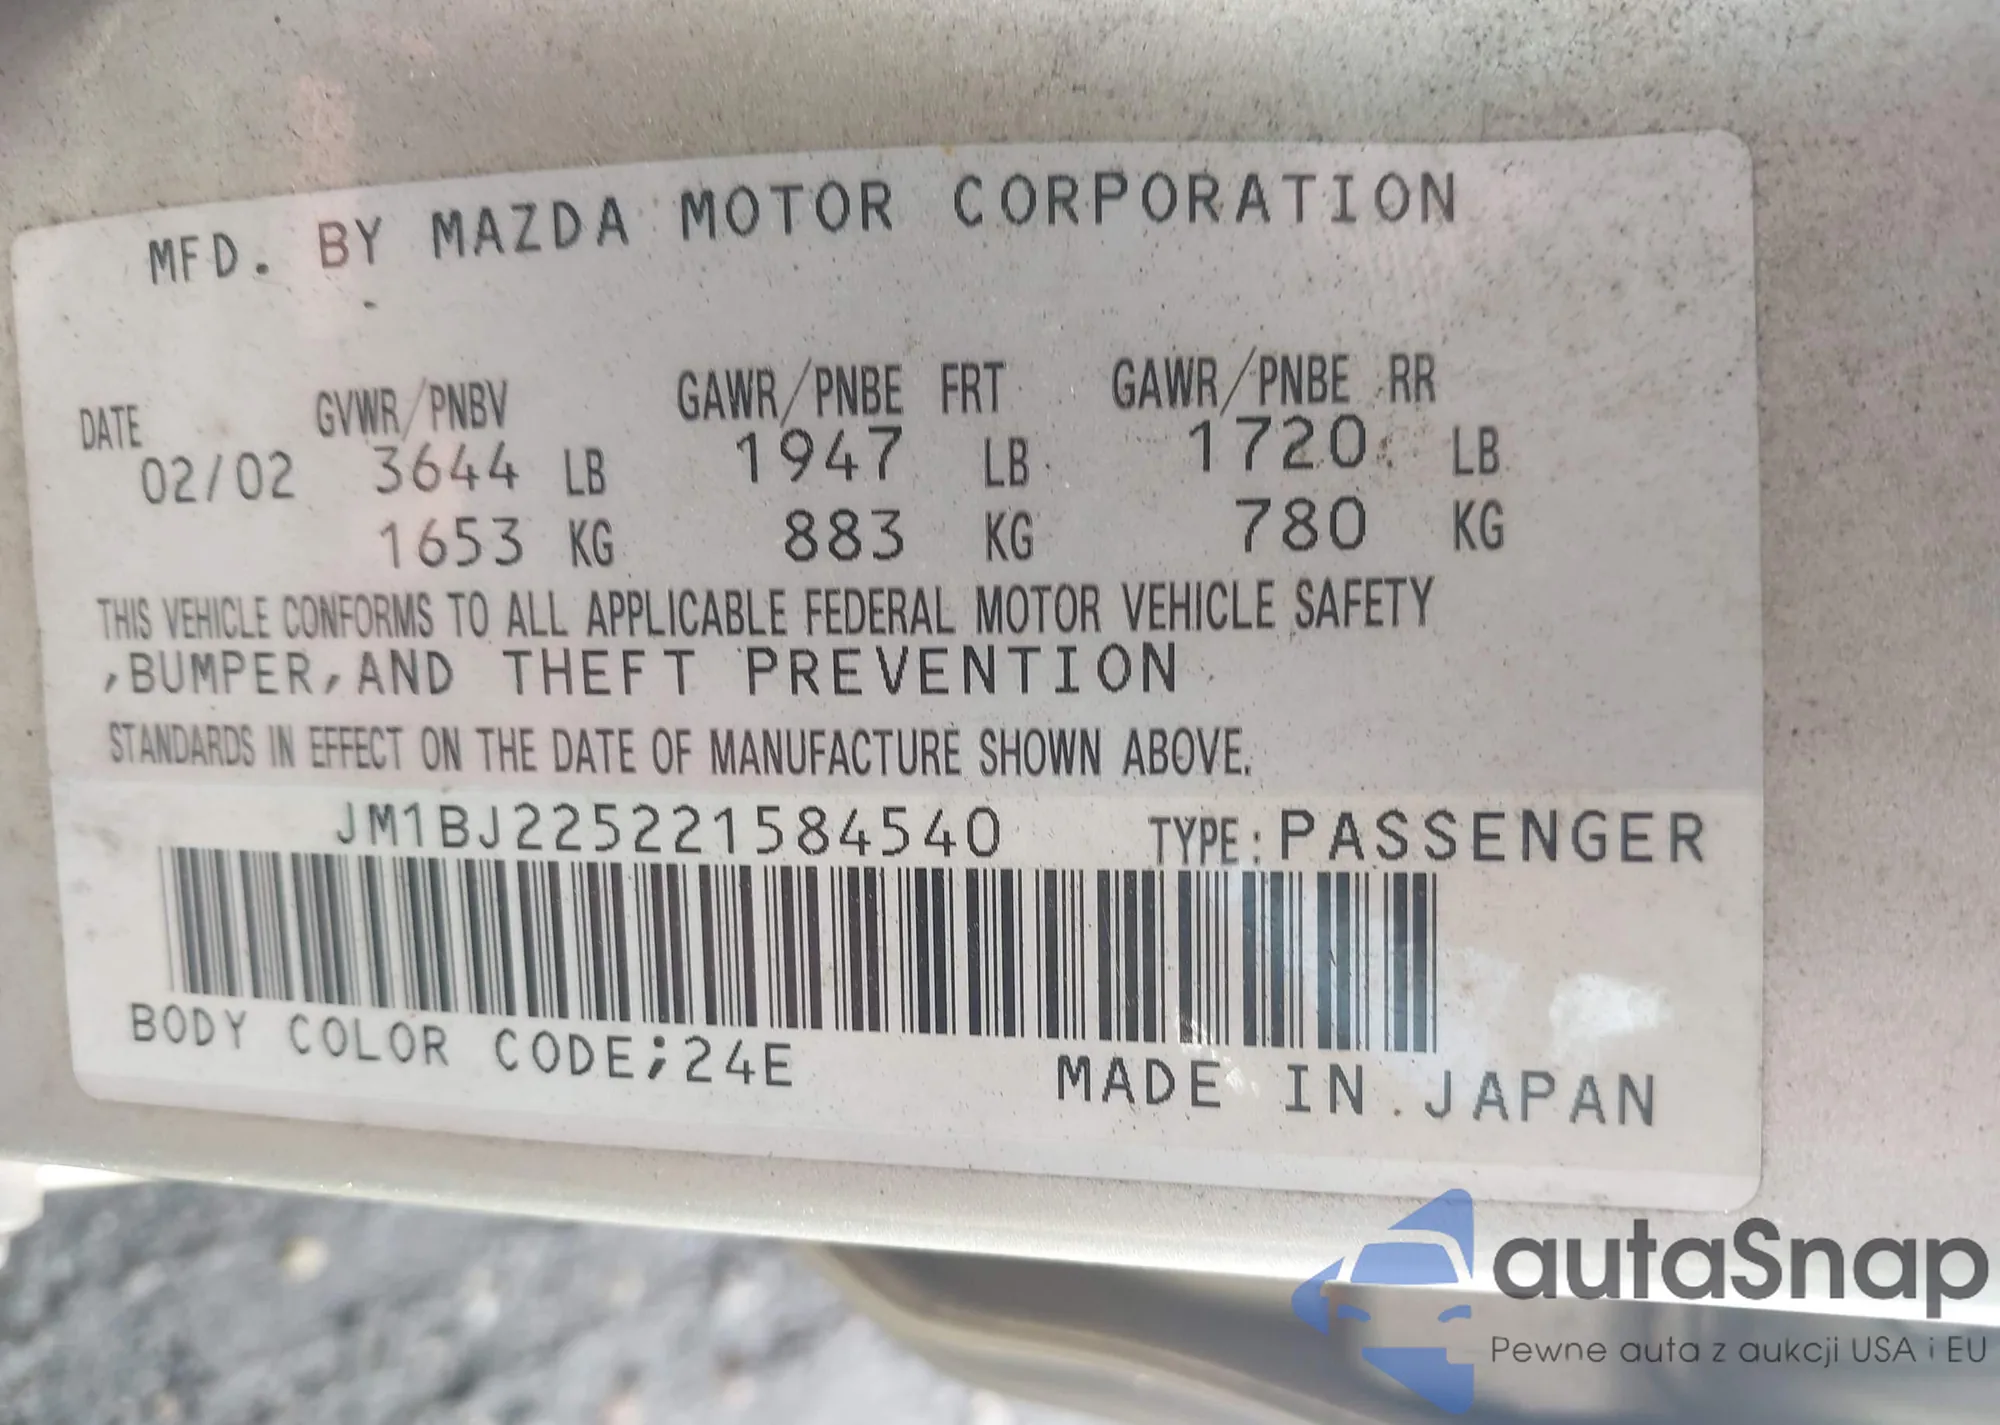 MFD. BY MAZDA MOTOR CORPORATION
DATE GVWR/PNBV GAWR/PNBE FRT GAWR/PNBE RR
02/02 3644 LB 1947 LB 1720 LB
1653 KG 883 KG 780 KG
THIS VEHICLE CONFORMS TO ALL APPLICABLE FEDERAL MOTOR VEHICLE SAFETY
,BUMPER,AND THEFT PREVENTION
STANDARDS IN EFFECT ON THE DATE OF MANUFACTURE SHOWN ABOVE.
JM1BJ225221584540 TYPE:PASSENGER
BODY COLOR CODE;24E MADE IN JAPAN
autaSnap
Pewne auta z aukcji USA i EU